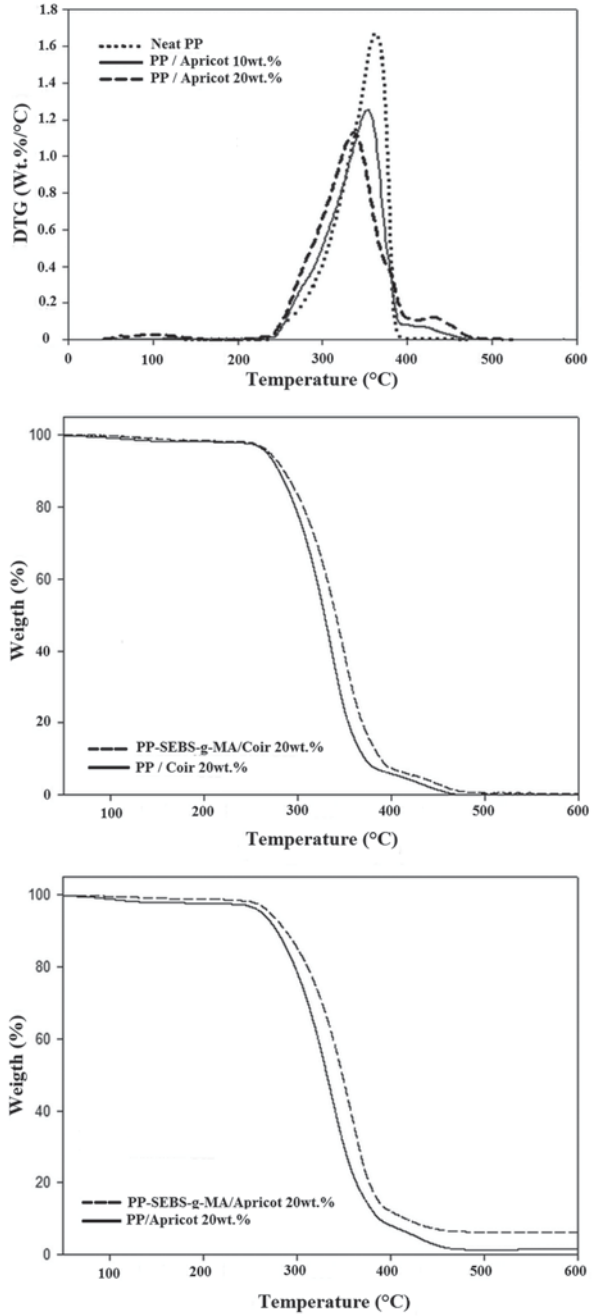 Neat PP
PP / Apricot 10wt.%
PP / Apricot 20wt.%
DTG (Wt.%/°C)
1.6
1.4
1.2
1.0
0.8
0.6
0.4
0.2
0
0 100 200 300 400 500 600
Temperature (°C)
Weigth (%)
100
80
60
40
20
0
PP-SEBS-g-MA/Coir 20wt.%
PP / Coir 20wt.%
100 200 300 400 500 600
Temperature (°C)
Weigth (%)
100
80
60
40
20
0
PP-SEBS-g-MA/Apricot 20wt.%
PP/Apricot 20wt.%
100 200 300 400 500 600
Temperature (°C)